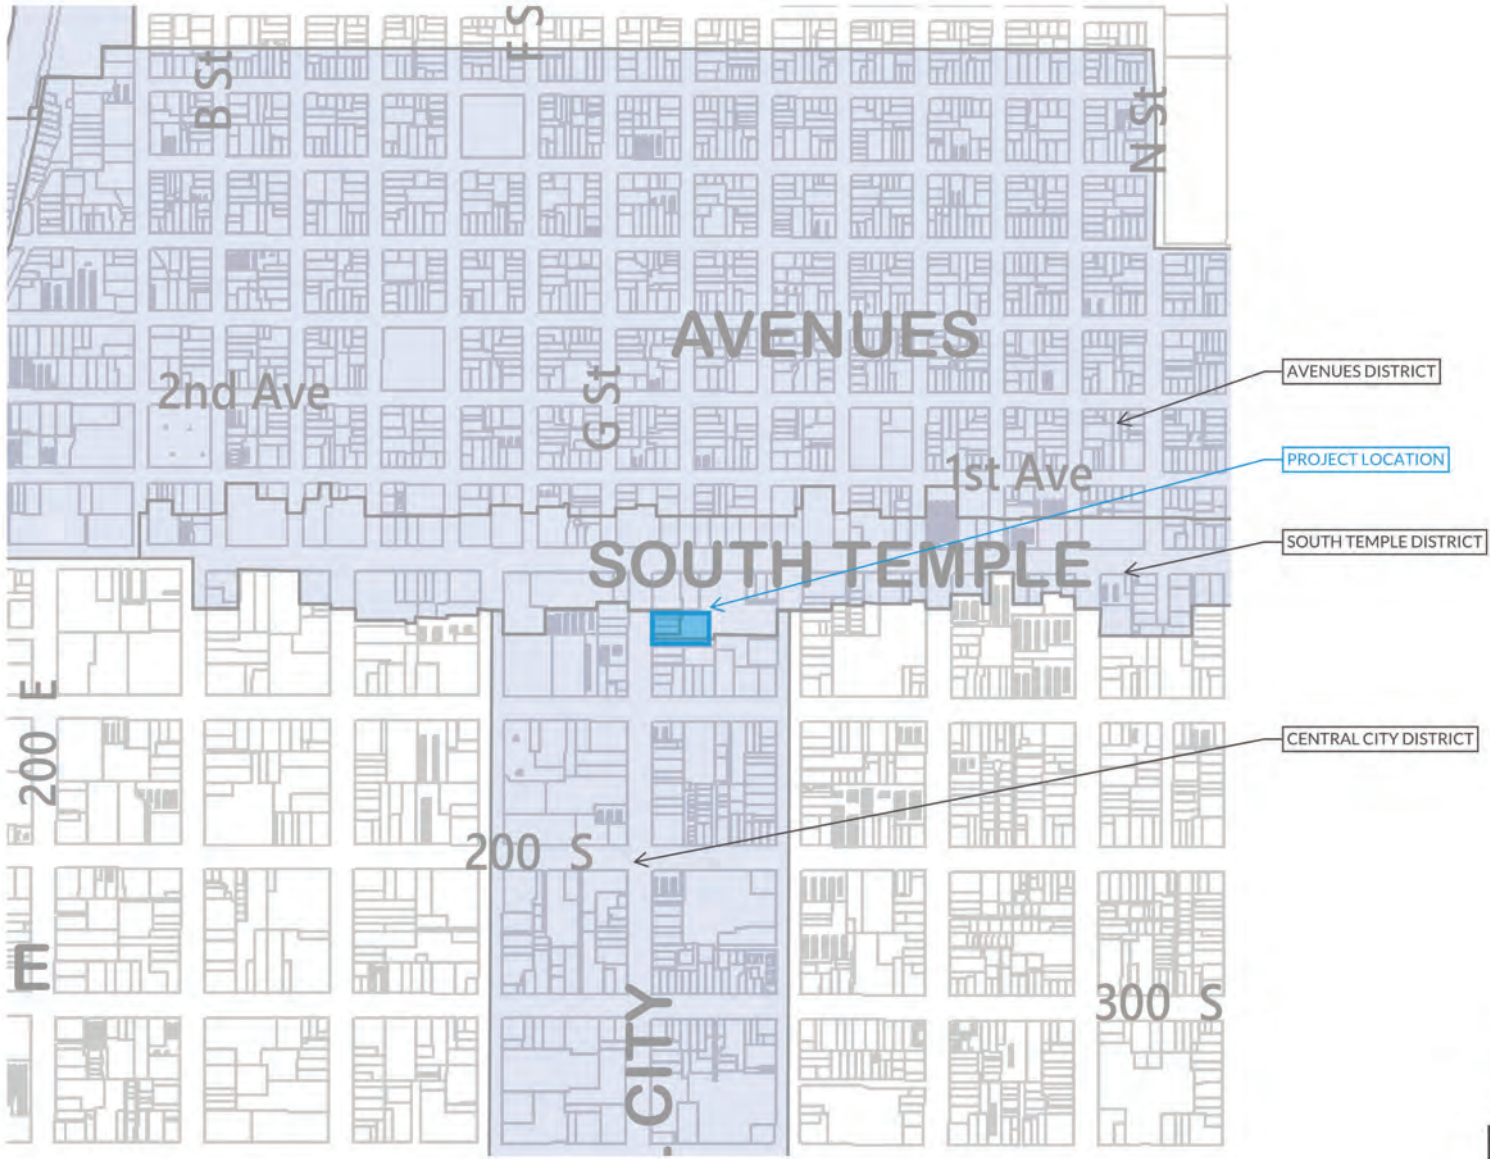 F S
B St
N St
AVENUES
AVENUES DISTRICT
2nd Ave
G St
PROJECT LOCATION
1st Ave
SOUTH TEMPLE DISTRICT
SOUTH TEMPLE
200 E
CENTRAL CITY DISTRICT
200 S
E
300 S
CITY